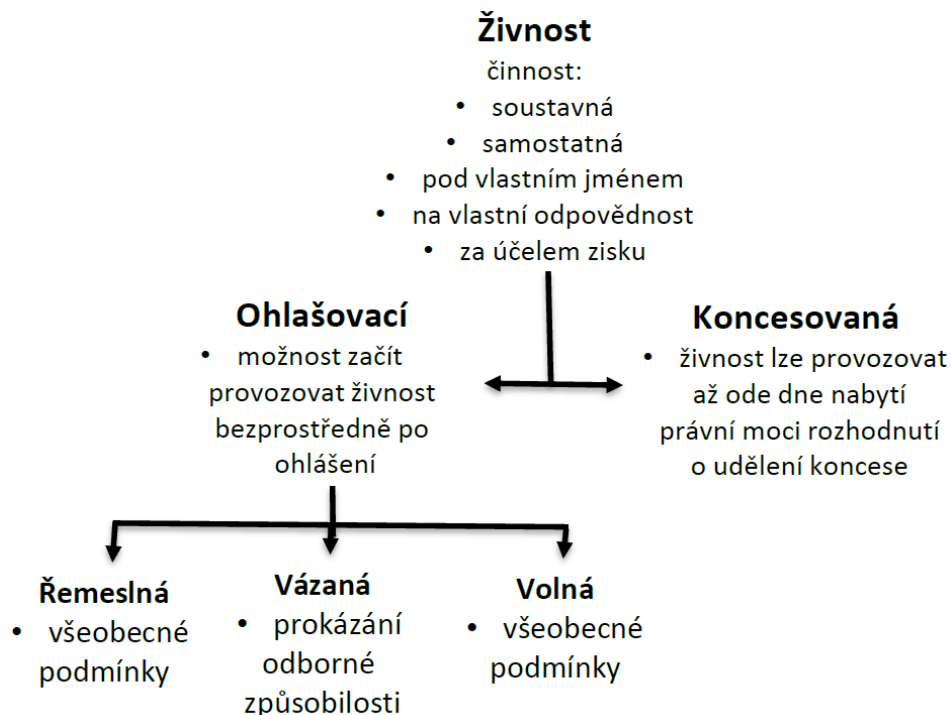 Živnost
činnost:
• soustavná
• samostatná
• pod vlastním jménem
• na vlastní odpovědnost
• za účelem zisku
Ohlašovací
• možnost začít
provozovat živnost
bezprostředně po
ohlášení
Koncesovaná
• živnost lze provozovat
až ode dne nabytí
právní moci rozhodnutí
o udělení koncese
Řemeslná
• všeobecné
podmínky
Vázaná
• prokázání
odborné
způsobilosti
Volná
• všeobecné
podmínky